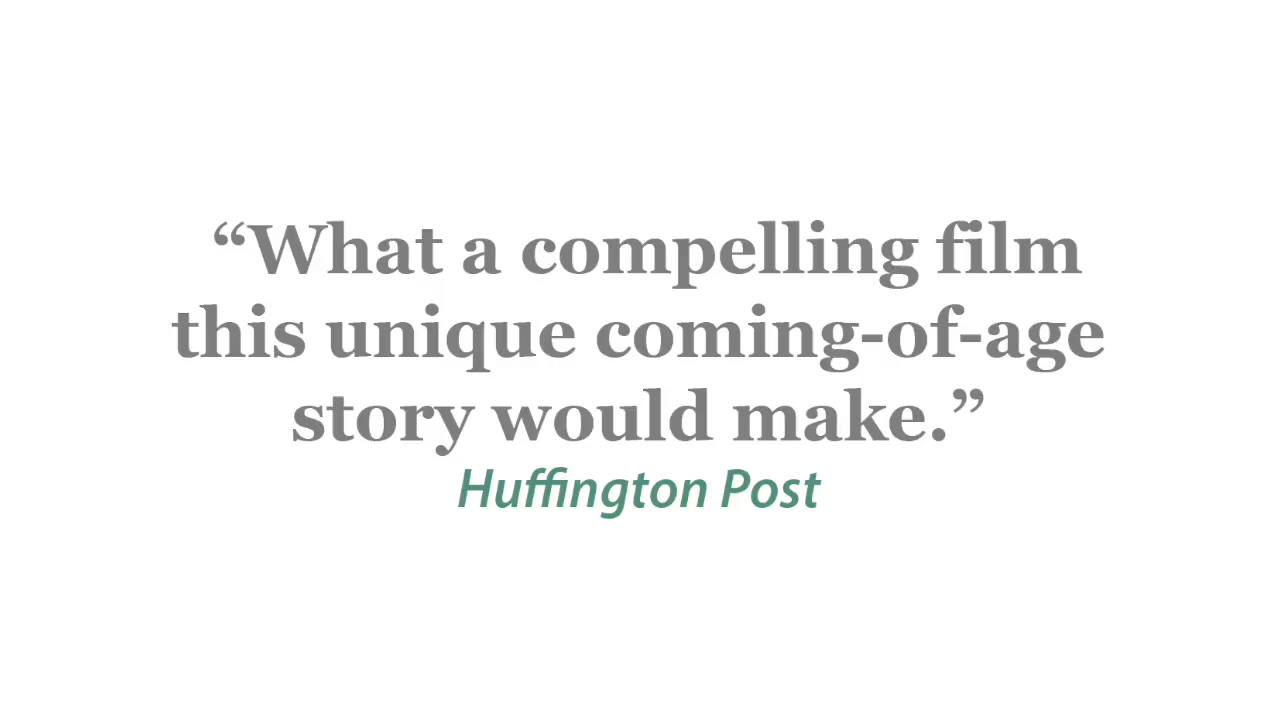 “What a compelling film
this unique coming-of-age
story would make.”
Huffington Post